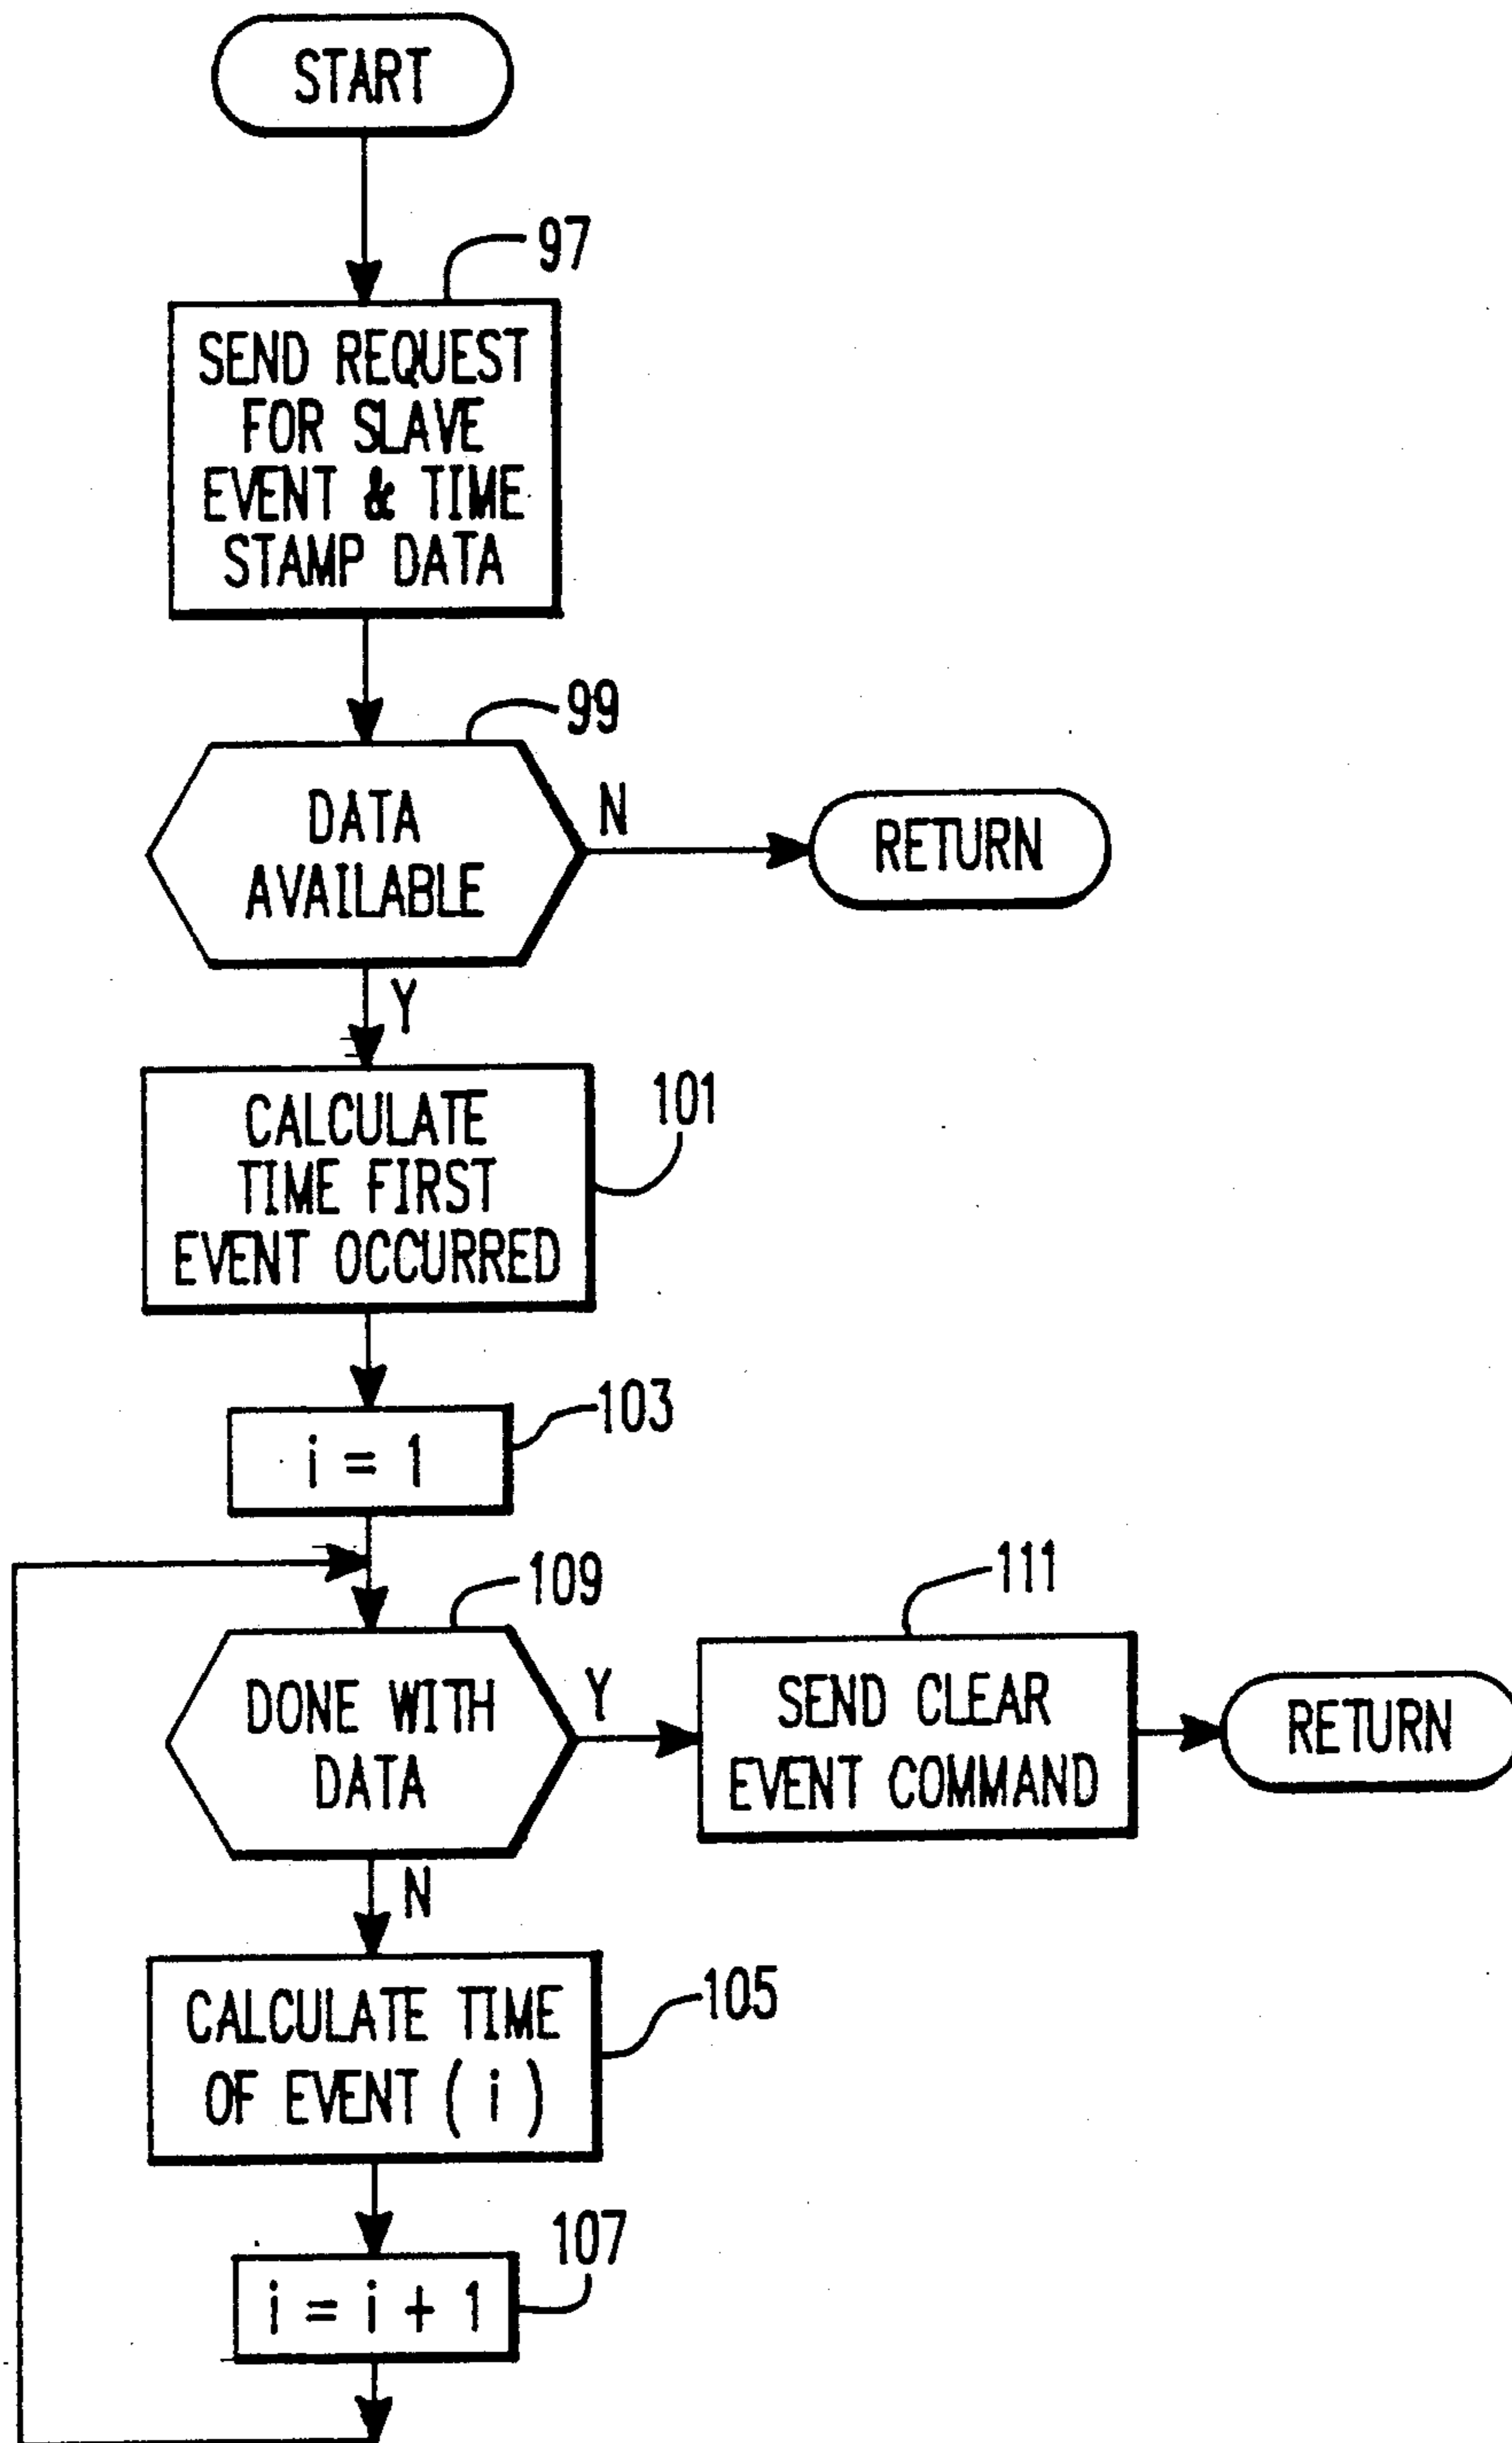 START
97
SEND REQUEST
FOR SLAVE
EVENT & TIME
STAMP DATA
99
DATA
AVAILABLE
N
RETURN
Y
CALCULATE
TIME FIRST
EVENT OCCURRED
101
i = 1
103
109
DONE WITH
DATA
Y
111
SEND CLEAR
EVENT COMMAND
RETURN
N
CALCULATE TIME
OF EVENT ( i )
105
107
i = i + 1